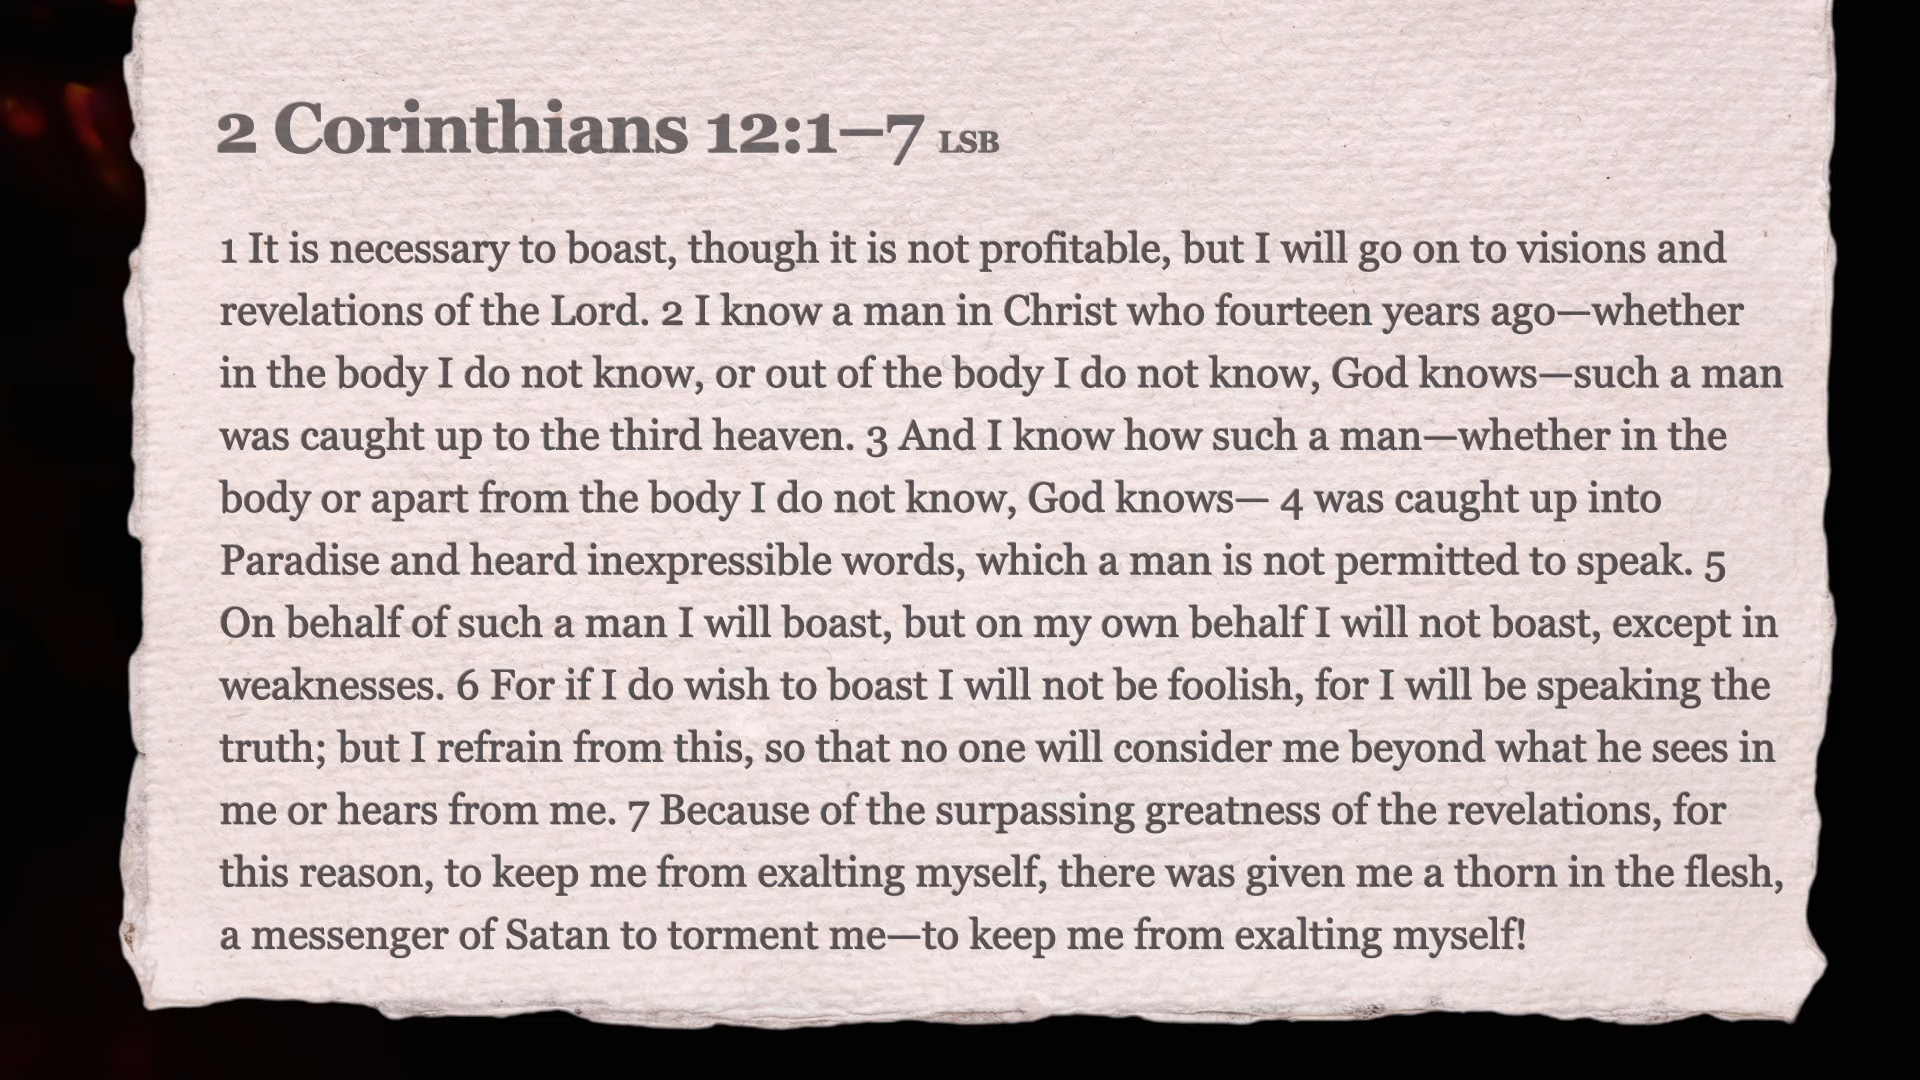 2 Corinthians 12:1–7 LSB
1 It is necessary to boast, though it is not profitable, but I will go on to visions and
revelations of the Lord. 2 I know a man in Christ who fourteen years ago—whether
in the body I do not know, or out of the body I do not know, God knows—such a man
was caught up to the third heaven. 3 And I know how such a man—whether in the
body or apart from the body I do not know, God knows— 4 was caught up into
Paradise and heard inexpressible words, which a man is not permitted to speak. 5
On behalf of such a man I will boast, but on my own behalf I will not boast, except in
weaknesses. 6 For if I do wish to boast I will not be foolish, for I will be speaking the
truth; but I refrain from this, so that no one will consider me beyond what he sees in
me or hears from me. 7 Because of the surpassing greatness of the revelations, for
this reason, to keep me from exalting myself, there was given me a thorn in the flesh,
a messenger of Satan to torment me—to keep me from exalting myself!